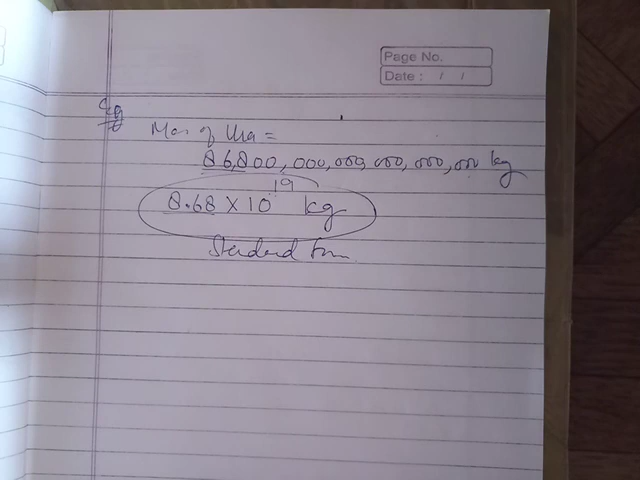 Page No.
Date : / /
eg
Mass of Ura =
86,800,000,000,000,000,000 kg
8.68 X 10^19 kg
Standard form